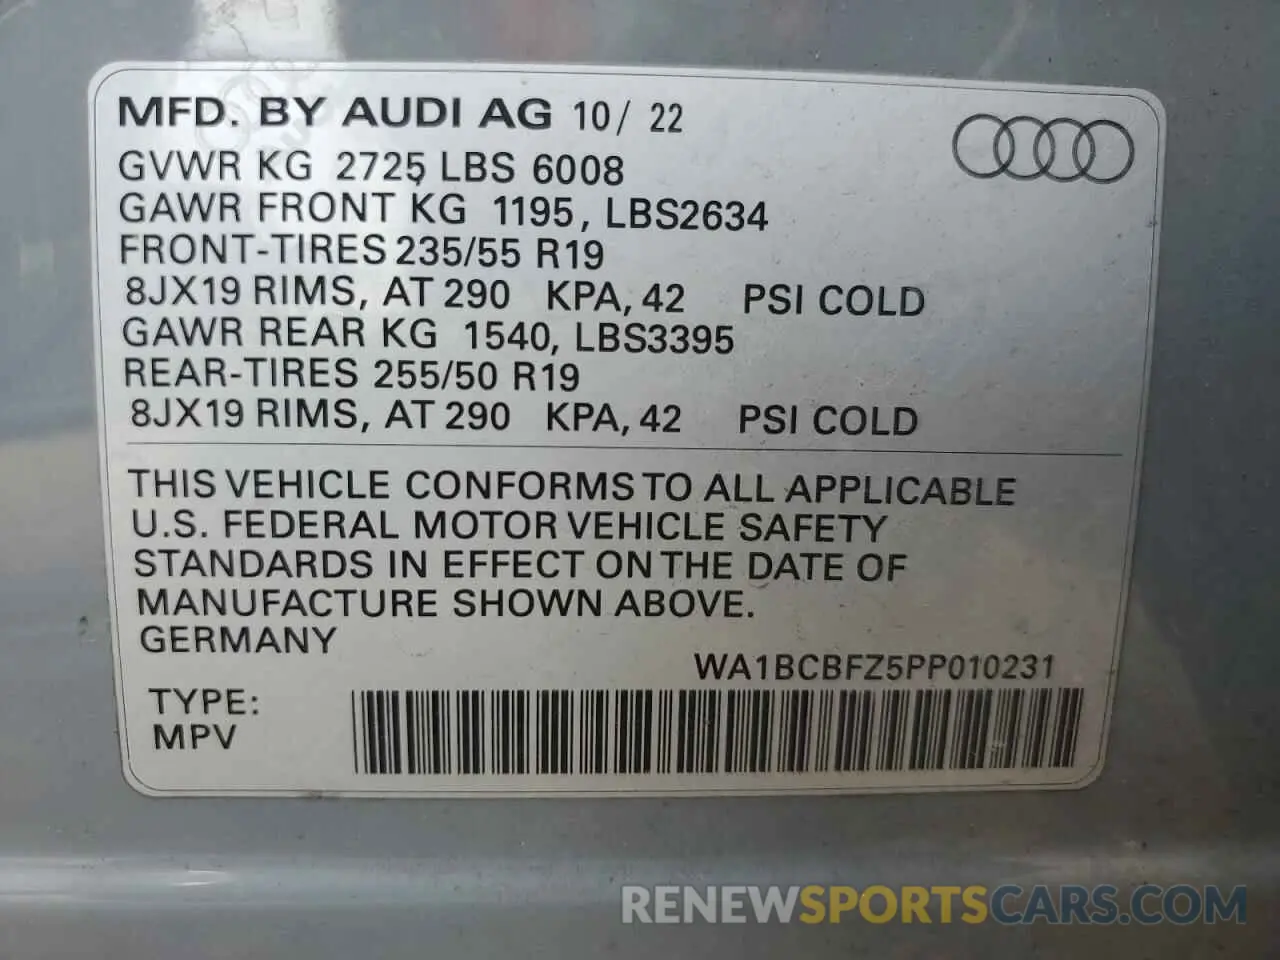 MFD. BY AUDI AG 10/ 22
GVWR KG 2725 LBS 6008
GAWR FRONT KG 1195, LBS2634
FRONT-TIRES 235/55 R19
8JX19 RIMS, AT 290 KPA, 42 PSI COLD
GAWR REAR KG 1540, LBS3395
REAR-TIRES 255/50 R19
8JX19 RIMS, AT 290 KPA, 42 PSI COLD
THIS VEHICLE CONFORMS TO ALL APPLICABLE
U.S. FEDERAL MOTOR VEHICLE SAFETY
STANDARDS IN EFFECT ON THE DATE OF
MANUFACTURE SHOWN ABOVE.
GERMANY
WA1BCBFZ5PP010231
TYPE:
MPV
RENEWSPORTSCARS.COM